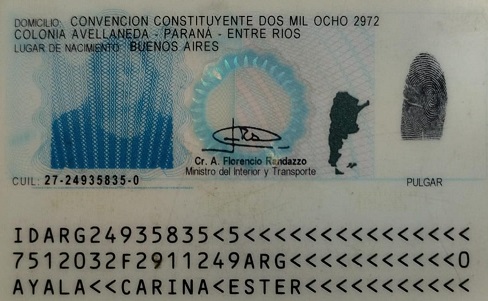 DOMICILIO: CONVENCION CONSTITUYENTE DOS MIL OCHO 2972
COLONIA AVELLANEDA - PARANÁ - ENTRE RIOS
LUGAR DE NACIMIENTO: BUENOS AIRES
Cr. A. Florencio Randazzo
Ministro del Interior y Transporte
CUIL: 27-24935835-0
PULGAR
IDARG24935835<5<<<<<<<<<<<<<<<
7512032F2911249ARG<<<<<<<<<<<0
AYALA<<CARINA<ESTER<<<<<<<<<<<